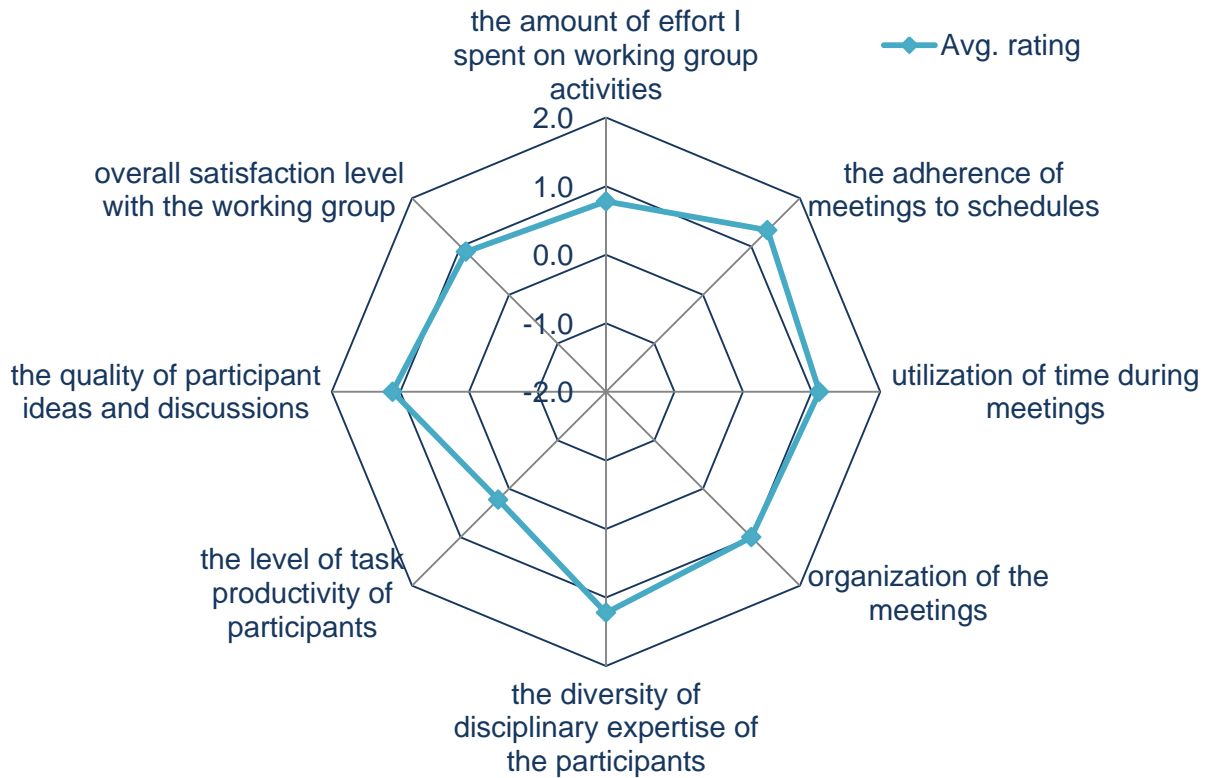 the amount of effort I
spent on working group
activities
Avg. rating
2.0
1.0
0.0
-1.0
-2.0
the adherence of
meetings to schedules
utilization of time during
meetings
organization of the
meetings
the diversity of
disciplinary expertise of
the participants
the level of task
productivity of
participants
the quality of participant
ideas and discussions
overall satisfaction level
with the working group